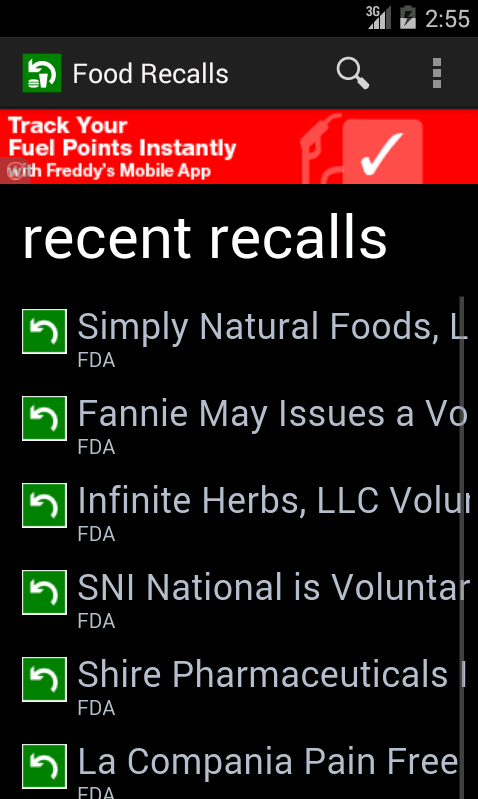 3G 2:55
Food Recalls
Track Your
Fuel Points Instantly
with Freddy's Mobile App
recent recalls
Simply Natural Foods, L
FDA
Fannie May Issues a Vo
FDA
Infinite Herbs, LLC Volu
FDA
SNI National is Voluntar
FDA
Shire Pharmaceuticals
FDA
La Compania Pain Free
FDA